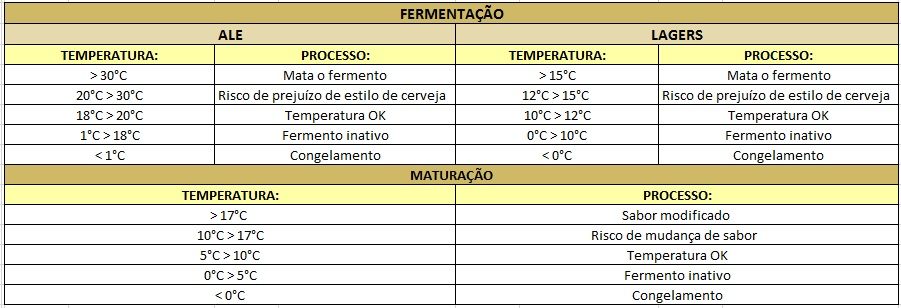 FERMENTAÇÃO
ALE LAGERS
TEMPERATURA: PROCESSO: TEMPERATURA: PROCESSO:
> 30°C Mata o fermento > 15°C Mata o fermento
20°C > 30°C Risco de prejuízo de estilo de cerveja 12°C > 15°C Risco de prejuízo de estilo de cerveja
18°C > 20°C Temperatura OK 10°C > 12°C Temperatura OK
1°C > 18°C Fermento inativo 0°C > 10°C Fermento inativo
< 1°C Congelamento < 0°C Congelamento
MATURAÇÃO
TEMPERATURA: PROCESSO:
> 17°C Sabor modificado
10°C > 17°C Risco de mudança de sabor
5°C > 10°C Temperatura OK
0°C > 5°C Fermento inativo
< 0°C Congelamento